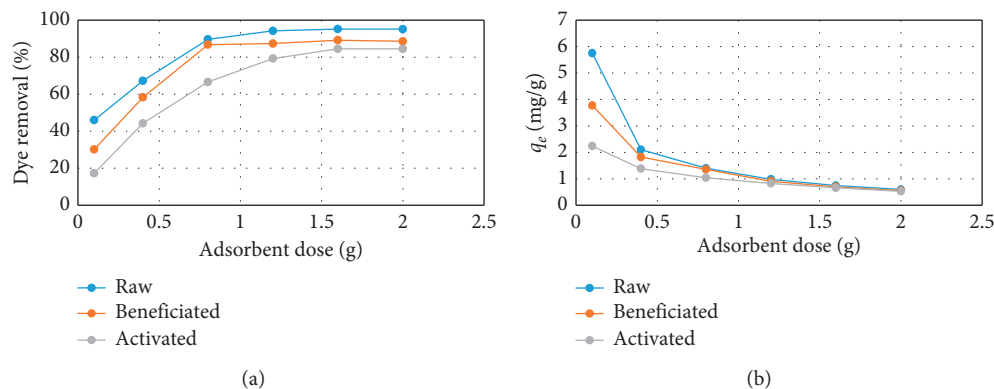 Dye removal (%)
100
80
60
40
20
0
0
0.5
1
1.5
2
2.5
Adsorbent dose (g)
Raw
Beneficiated
Activated
(a)
qₑ (mg/g)
7
6
5
4
3
2
1
0
0
0.5
1
1.5
2
2.5
Adsorbent dose (g)
Raw
Beneficiated
Activated
(b)